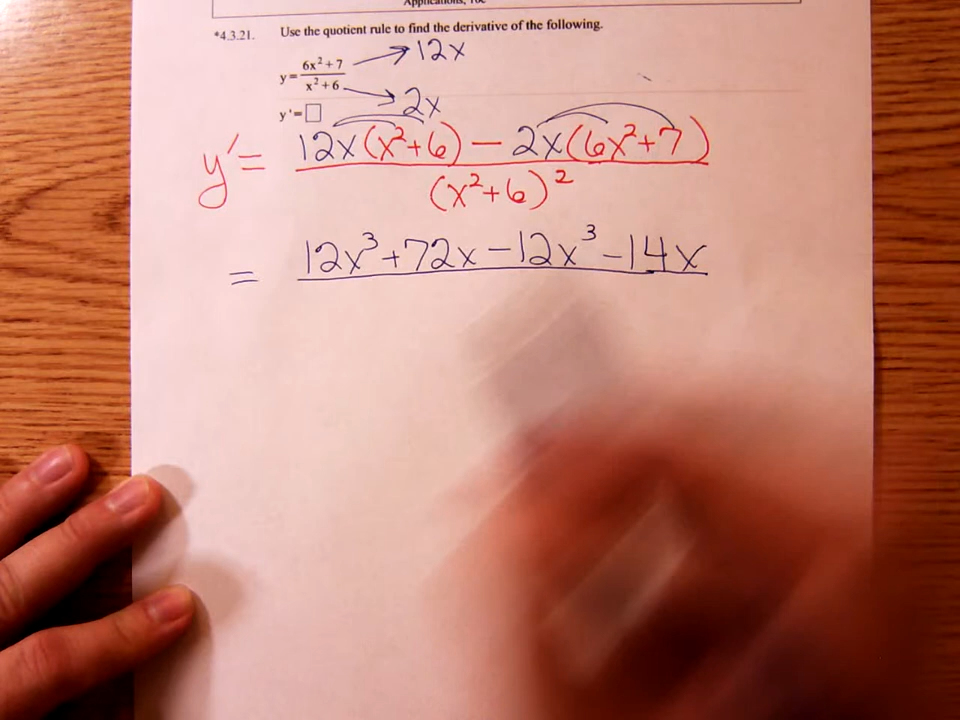 Applications, 10e
*4.3.21. Use the quotient rule to find the derivative of the following.
y = (6x² + 7)/(x² + 6) → 12x → 2x
y' = □
y' = (12x(x²+6) − 2x(6x²+7))/(x²+6)²
= 12x³+72x−12x³−14x